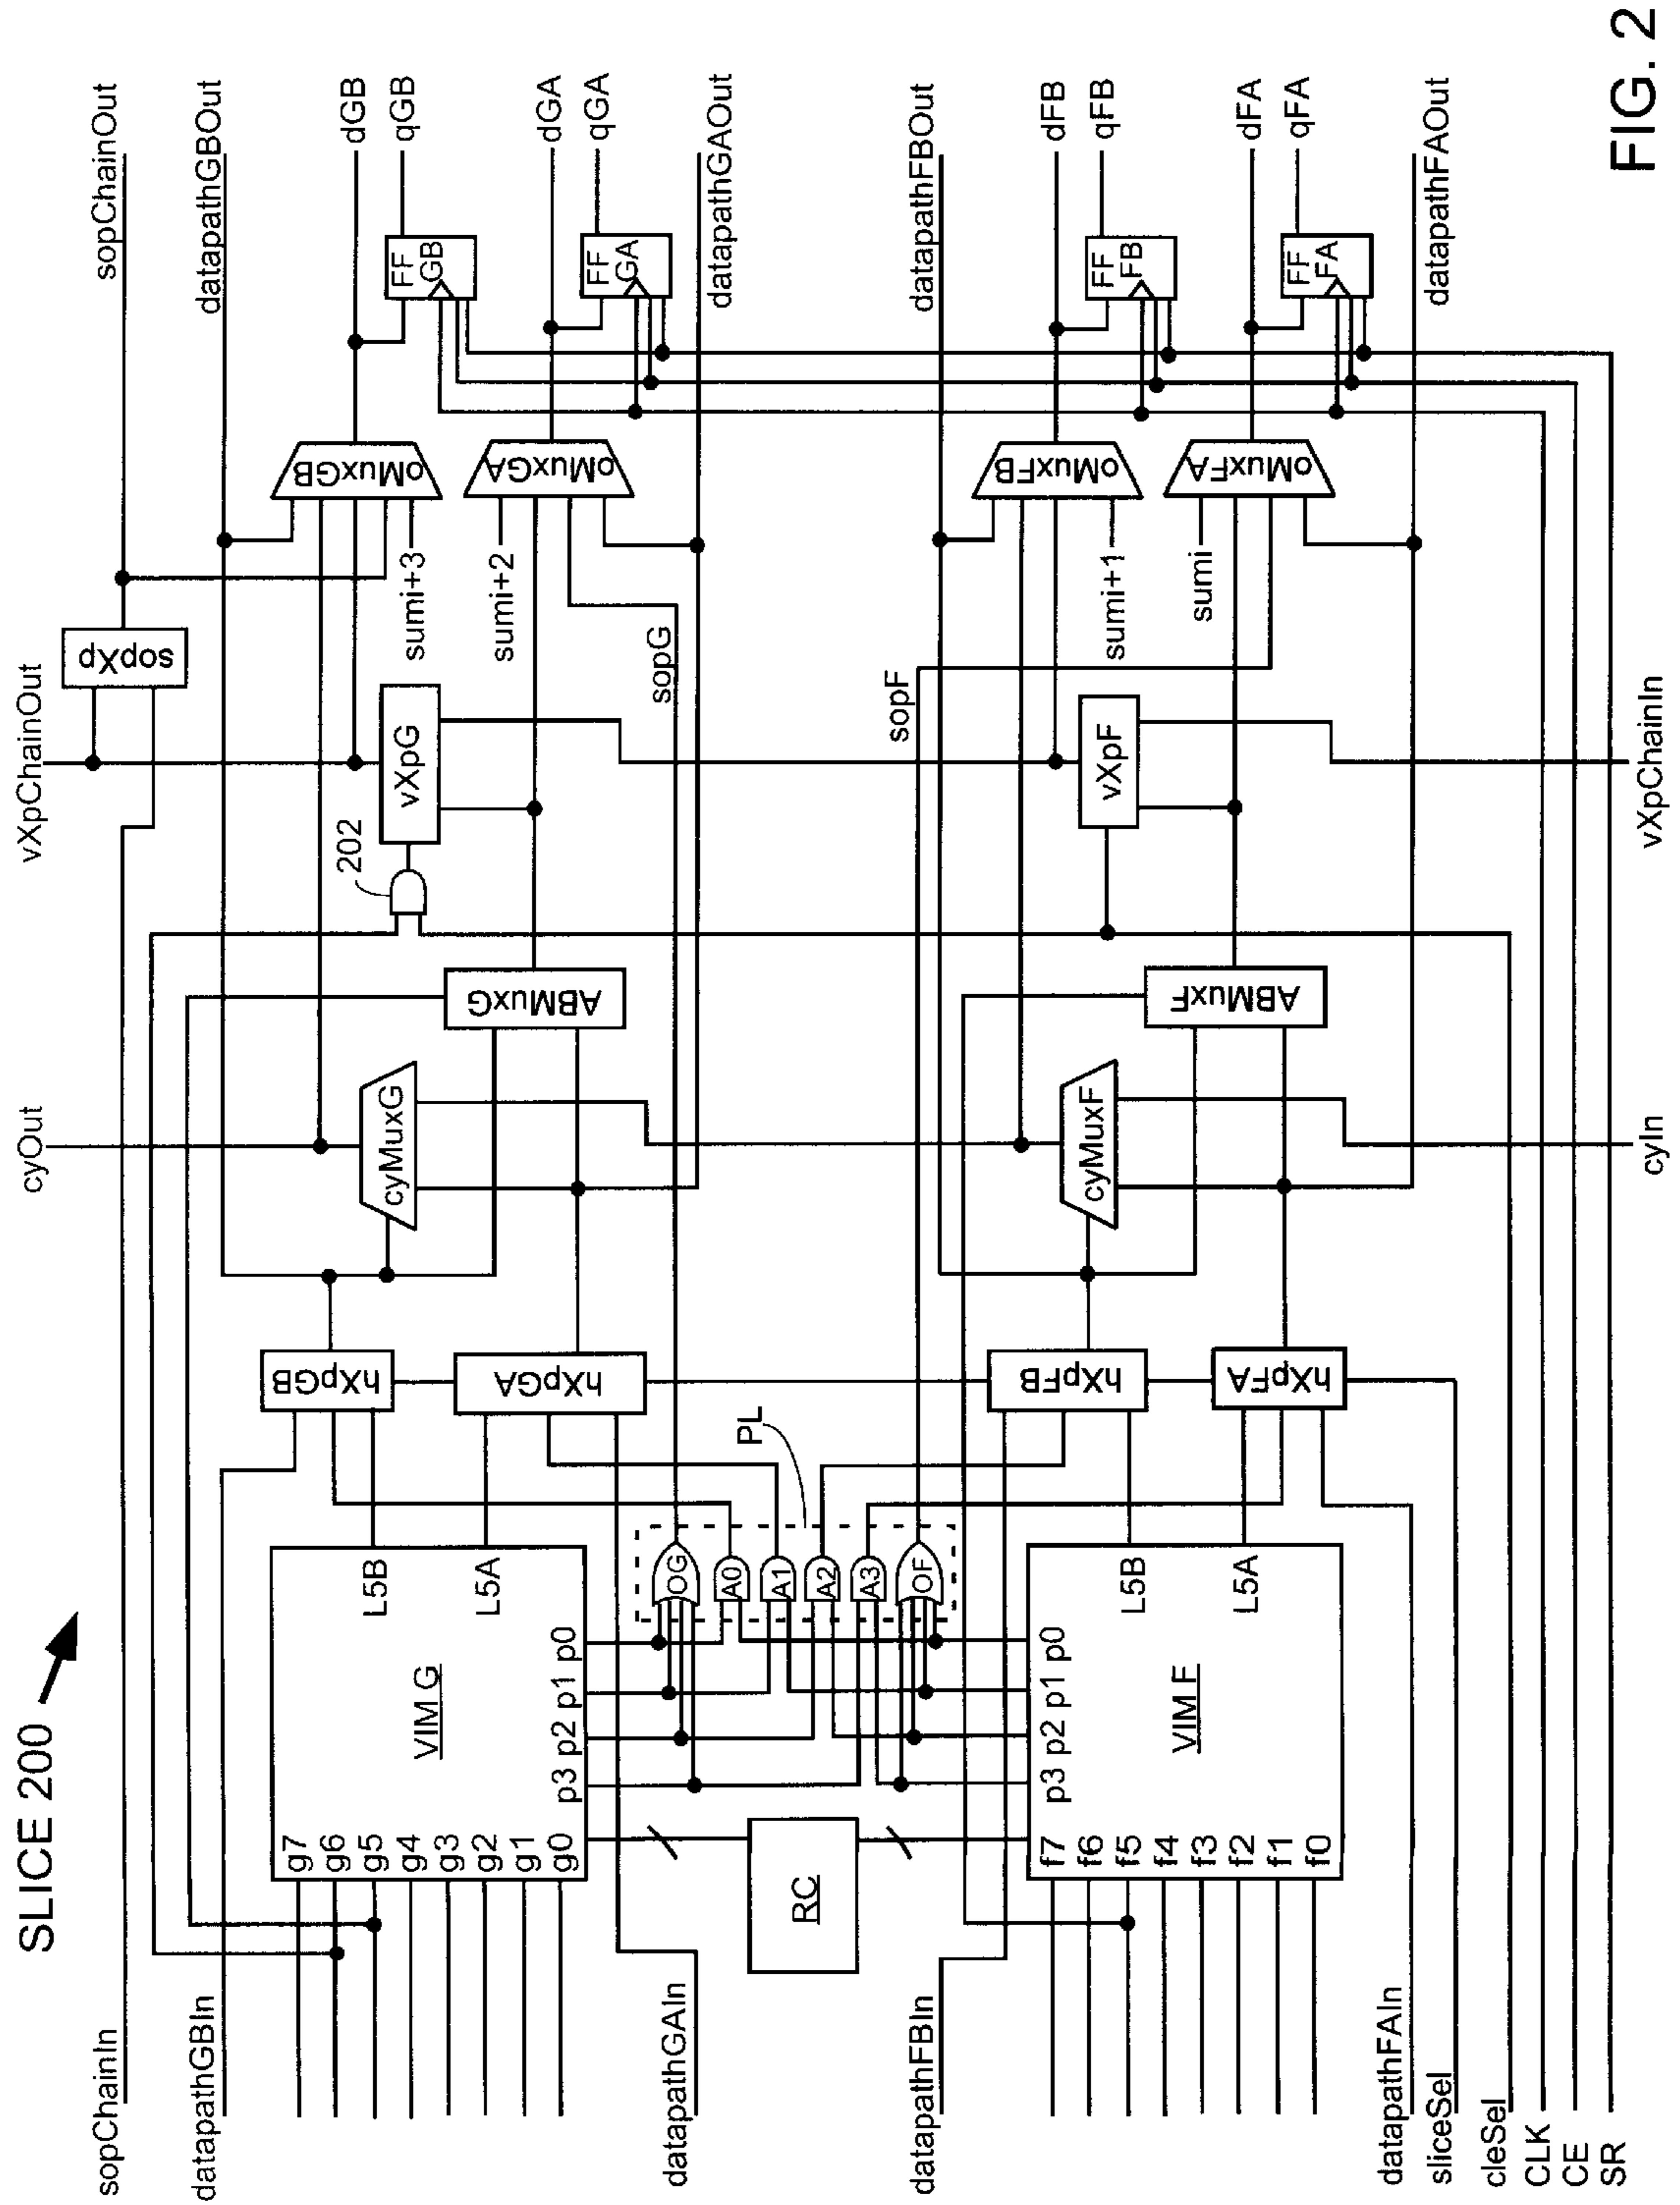 SLICE 200
sopChainIn
datapathGBIn
datapathGAIn
datapathFBIn
datapathFAIn
sliceSel
cleSel
CLK
CE
SR
g7
g6
g5
g4
g3
g2
g1
g0
VIM G
L5B
L5A
p3 p2 p1 p0
RC
f7
f6
f5
f4
f3
f2
f1
f0
VIM F
L5B
L5A
p3 p2 p1 p0
OG
A0
A1
A2
A3
OF
PL
hXpGB
hXpGA
hXpFB
hXpFA
cyOut
cyMuxG
cyMuxF
cyIn
ABMuxG
ABMuxF
202
vXpChainOut
vXpG
vXpF
vXpChainIn
sopXp
sopG
sopF
sumi+3
sumi+2
sumi+1
sumi
oMuxGB
oMuxGA
oMuxFB
oMuxFA
FF
GB
FF
GA
FF
FB
FF
FA
sopChainOut
datapathGBOut
dGB
qGB
dGA
qGA
datapathGAOut
datapathFBOut
dFB
qFB
dFA
qFA
datapathFAOut
FIG. 2